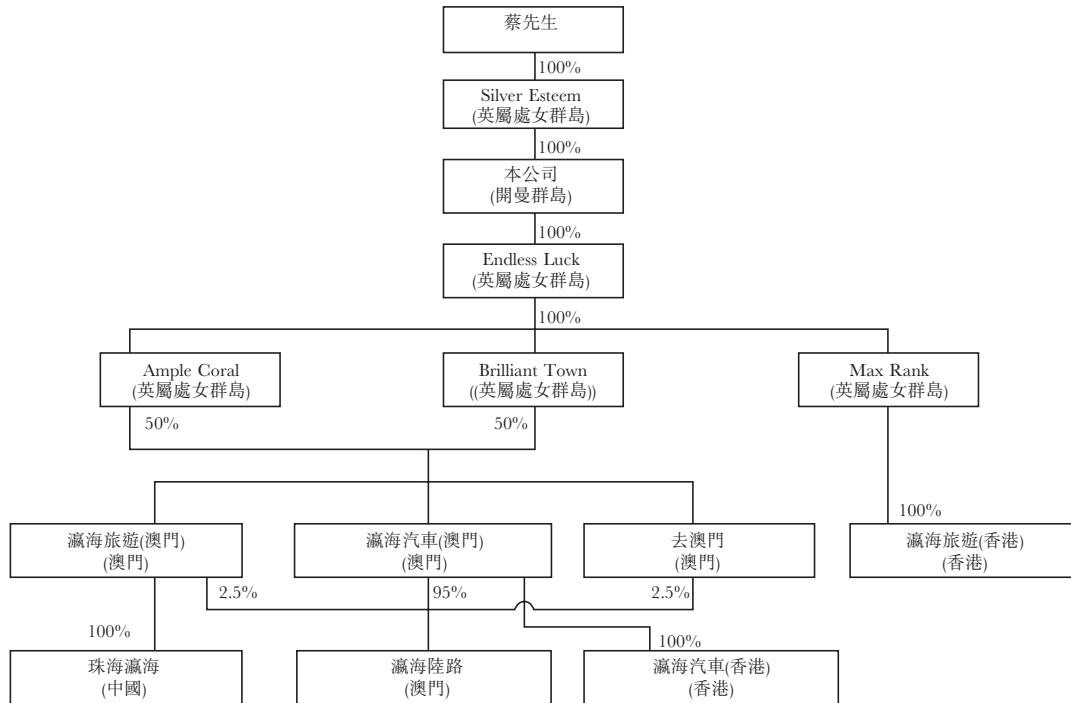 蔡先生
100%
Silver Esteem
(英屬處女群島)
100%
本公司
(開曼群島)
100%
Endless Luck
(英屬處女群島)
100%
Ample Coral
(英屬處女群島)
Brilliant Town
((英屬處女群島))
Max Rank
(英屬處女群島)
50%
50%
100%
瀛海旅遊(澳門)
(澳門)
瀛海汽車(澳門)
(澳門)
去澳門
(澳門)
瀛海旅遊(香港)
(香港)
2.5%
95%
2.5%
100%
100%
珠海瀛海
(中國)
瀛海陸路
(澳門)
瀛海汽車(香港)
(香港)